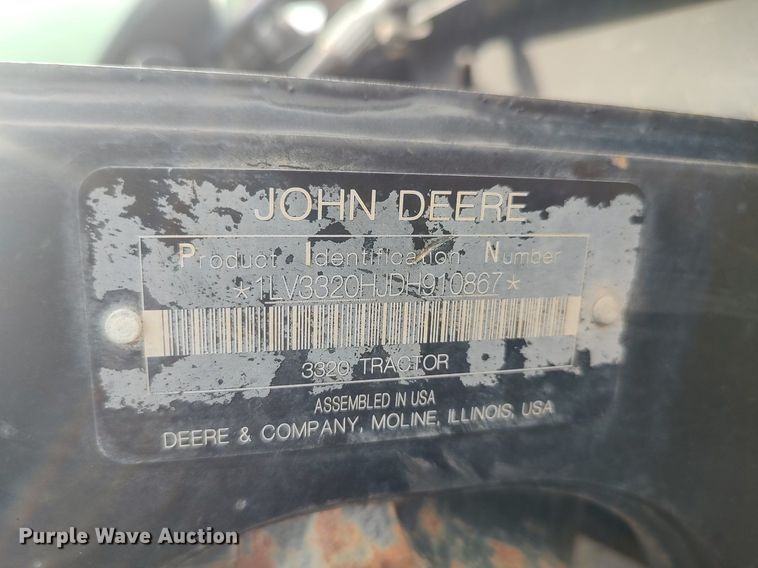 JOHN DEERE
Product Identification Number
*1LV3320HJDH910867*
3320 TRACTOR
ASSEMBLED IN USA
DEERE & COMPANY, MOLINE, ILLINOIS, USA
Purple Wave Auction